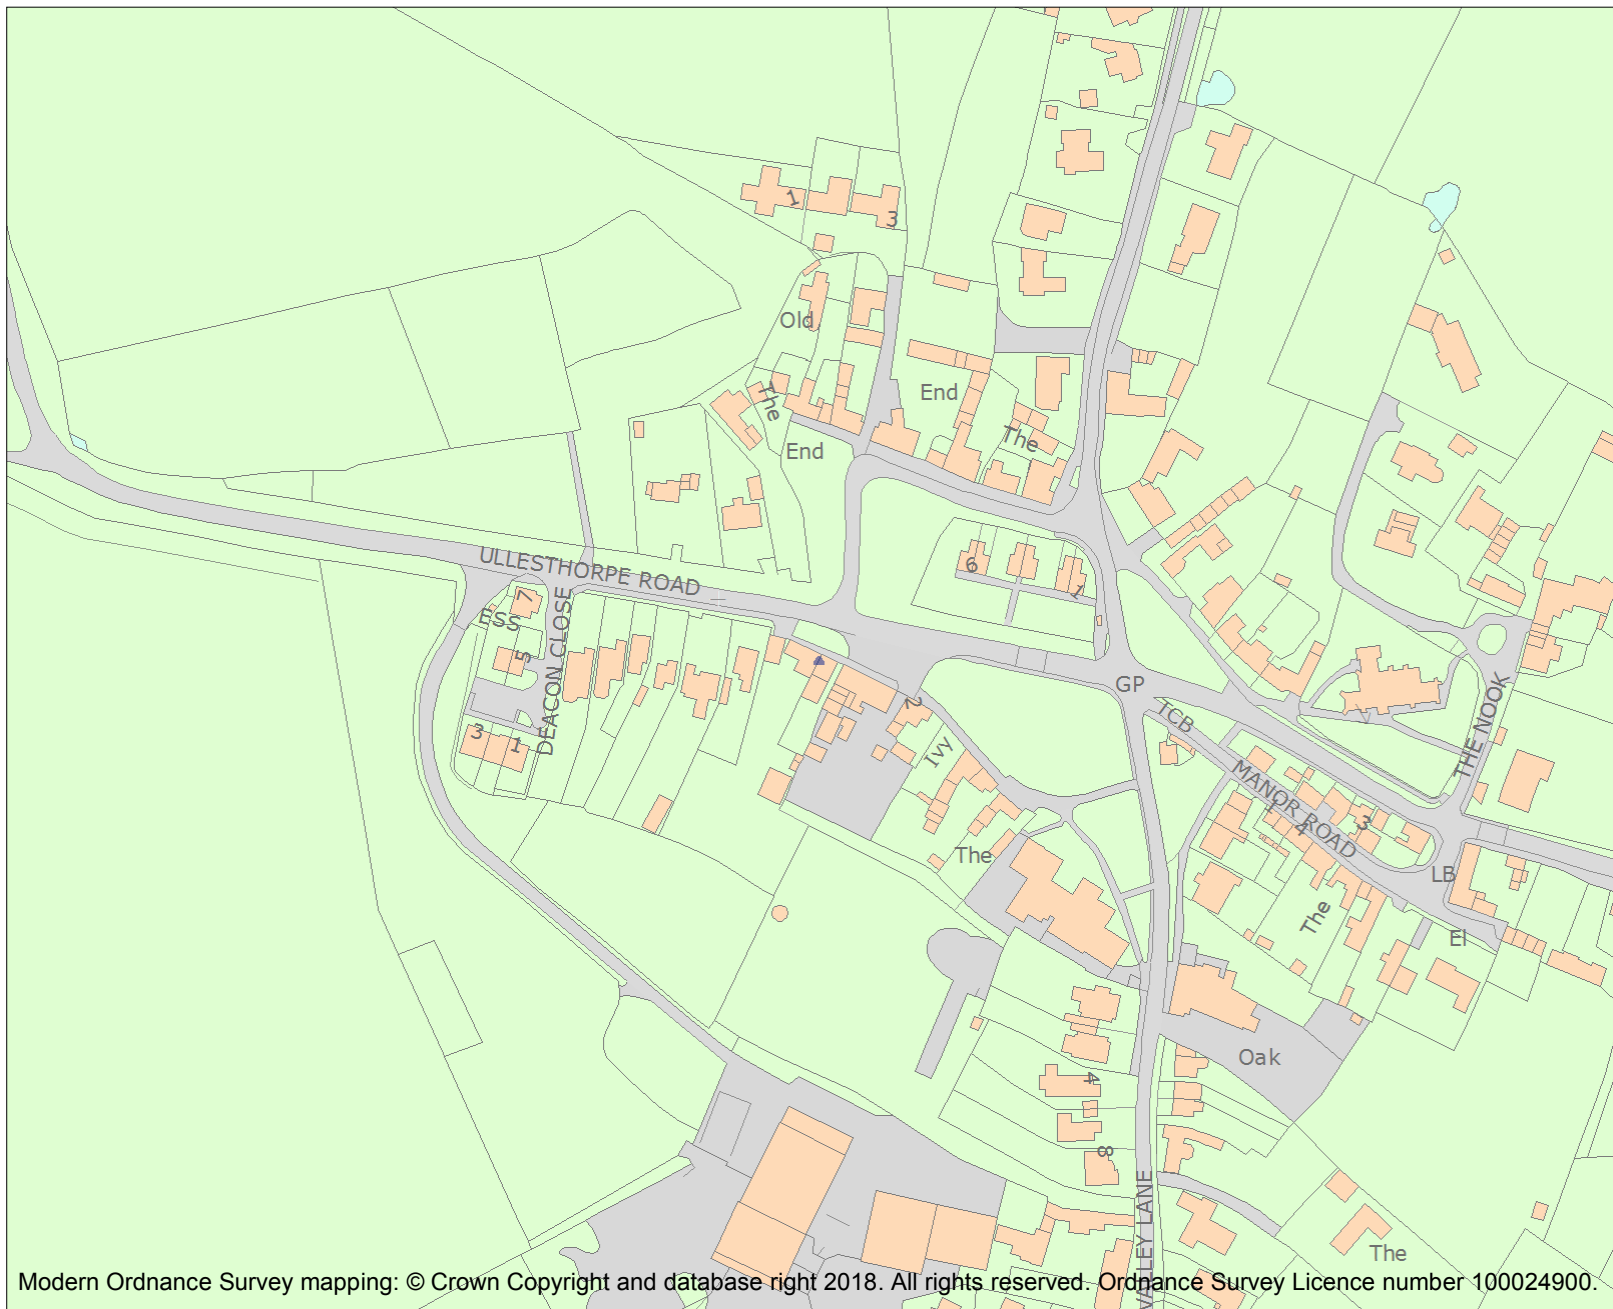 1
3
Old
The
End
End
The
ULLESTHORPE ROAD
6
1
7
ESS
5
DEACON CLOSE
3
1
2
Ivy
GP
TCB
THE NOOK
MANOR ROAD
1
4
3
The
LB
The
El
Oak
4
8
VALLEY LANE
The
Modern Ordnance Survey mapping: © Crown Copyright and database right 2018. All rights reserved. Ordnance Survey Licence number 100024900.